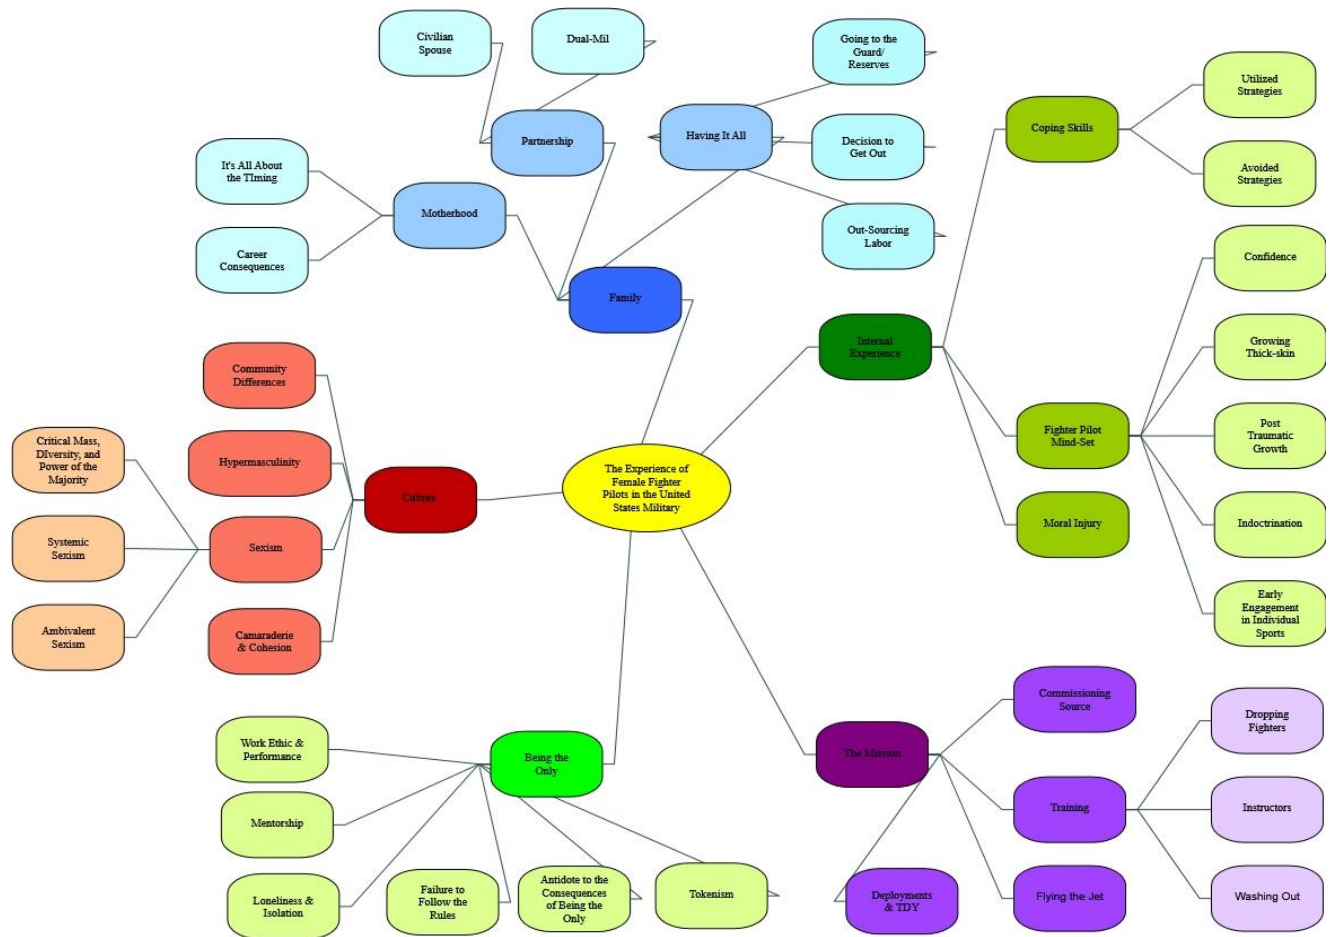 Civilian
Spouse
Dual-Mil
Going to the
Guard/
Reserves
Partnership
Having It All
Decision to
Get Out
Out-Sourcing
Labor
It's All About
the TIming
Career
Consequences
Motherhood
Family
Coping Skills
Utilized
Strategies
Avoided
Strategies
Internal
Experience
Confidence
Growing
Thick-skin
Fighter Pilot
Mind-Set
Post
Traumatic
Growth
Moral Injury
Indoctrination
Early
Engagement
in Individual
Sports
Community
Differences
Hypermasculinity
Critical Mass,
DIversity, and
Power of the
Majority
Culture
Systemic
Sexism
Sexism
Ambivalent
Sexism
Camaraderie
& Cohesion
The Experience of
Female Fighter
Pilots in the United
States Military
Work Ethic &
Performance
Being the
Only
Mentorship
Loneliness &
Isolation
Failure to
Follow the
Rules
Antidote to the
Consequences
of Being the
Only
Tokenism
The Mission
Commissioning
Source
Training
Dropping
Fighters
Instructors
Washing Out
Flying the Jet
Deployments
& TDY